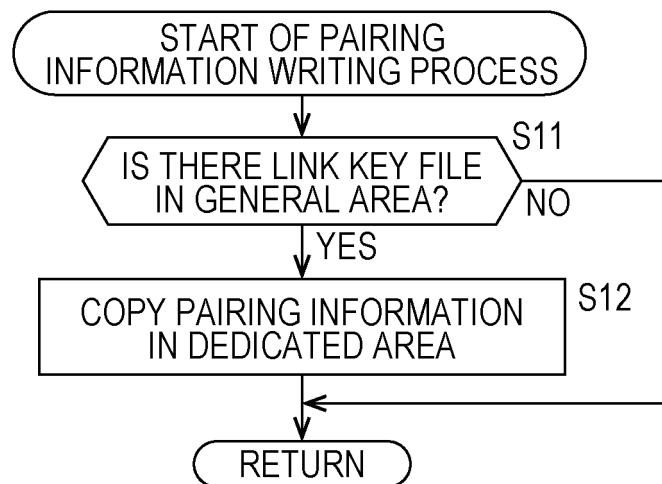 START OF PAIRING
INFORMATION WRITING PROCESS
S11
IS THERE LINK KEY FILE
IN GENERAL AREA?
NO
YES
S12
COPY PAIRING INFORMATION
IN DEDICATED AREA
RETURN